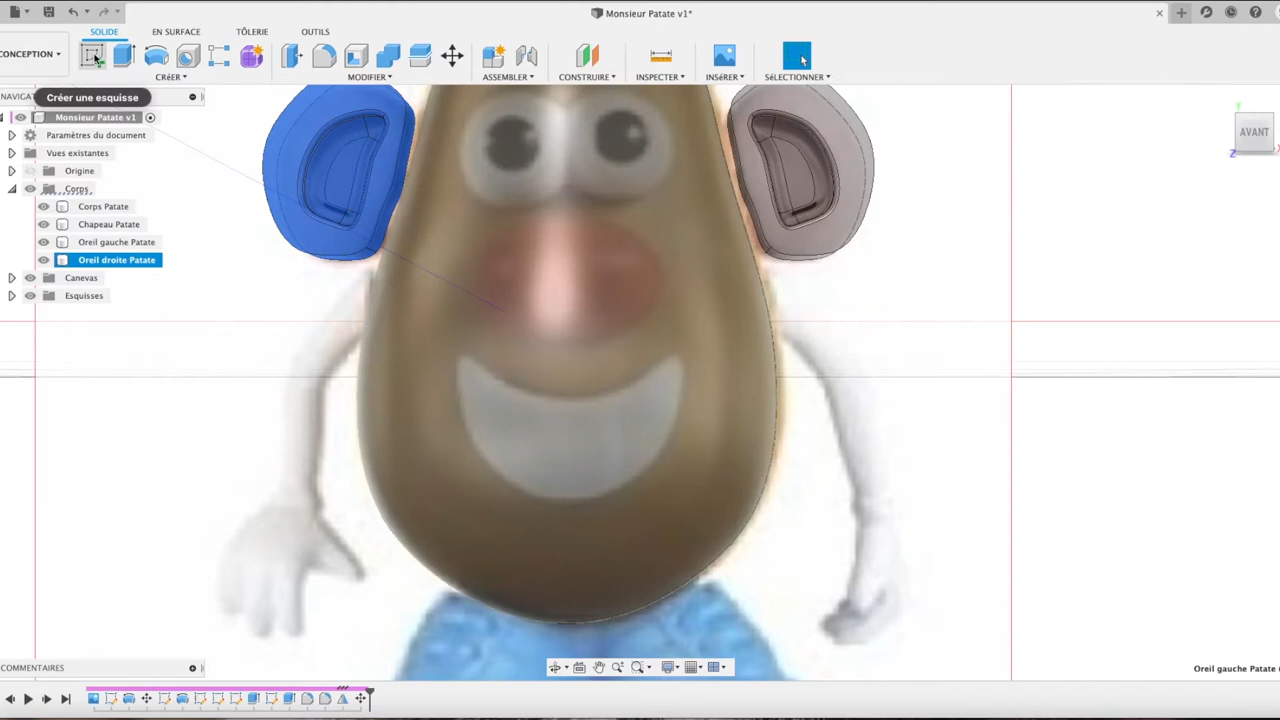 Monsieur Patate v1*
SOLIDE EN SURFACE TÔLERIE OUTILS
CONCEPTION
CRÉER MODIFIER ASSEMBLER CONSTRUIRE INSPECTER INSÉRER SÉLECTIONNER
NAVIGAT
Créer une esquisse
Monsieur Patate v1
Paramètres du document
Vues existantes
Origine
Corps
Corps Patate
Chapeau Patate
Oreil gauche Patate
Oreil droite Patate
Canevas
Esquisses
AVANT
Z
COMMENTAIRES
Oreil gauche Patate (